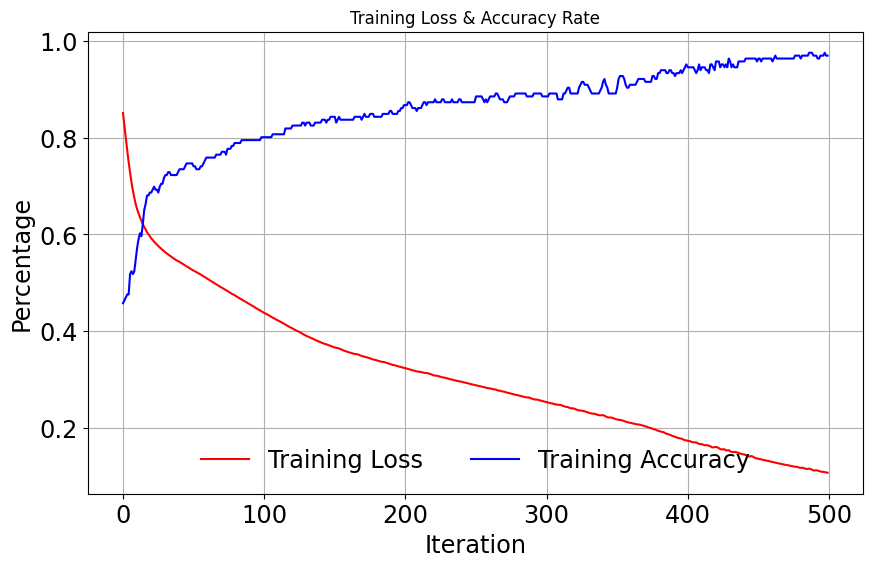 Training Loss & Accuracy Rate
1.0
0.8
0.6
0.4
0.2
Percentage
Training Loss
Training Accuracy
0 100 200 300 400 500
Iteration